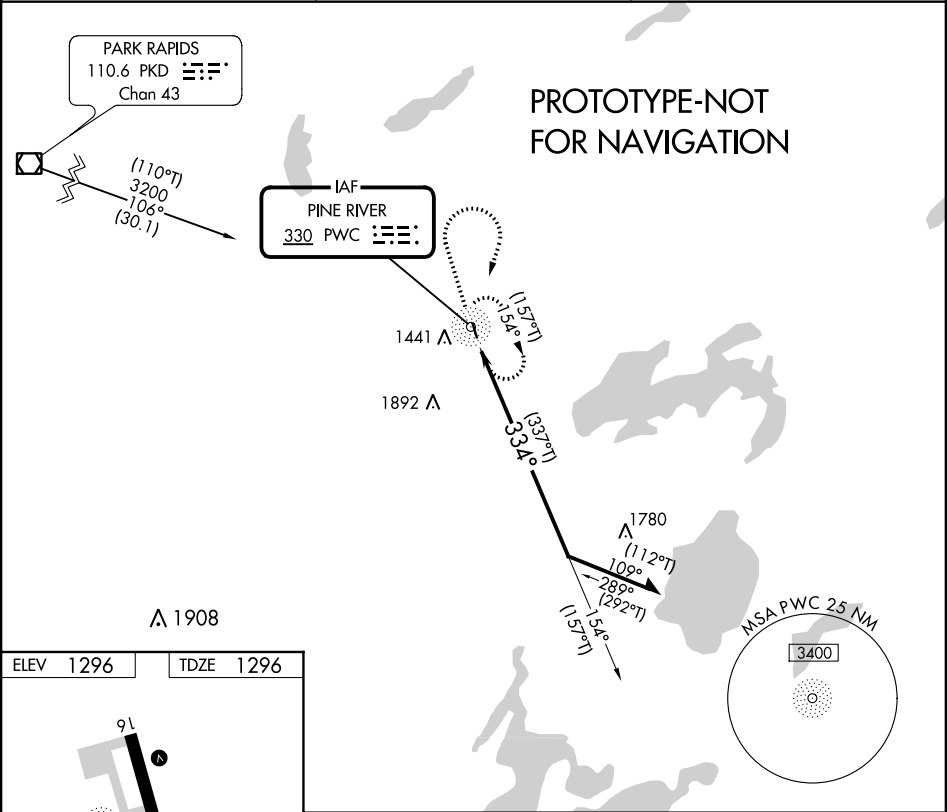 PARK RAPIDS
110.6 PKD
Chan 43
PROTOTYPE-NOT
FOR NAVIGATION
(110°T)
3200
106°
(30.1)
IAF
PINE RIVER
330 PWC
(157°T)
154°
1441
1892
334°
(337°T)
1780
(112°T)
109°
289°
(292°T)
154°
(157°T)
1908
MSA PWC 25 NM
3400
ELEV 1296
TDZE 1296
16